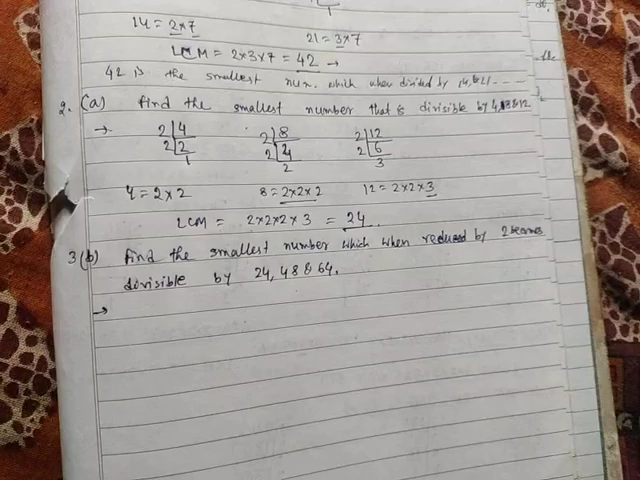 1
14 = 2×7 21 = 3×7
LCM = 2×3×7 = 42 →
42 is the smallest num. which when divided by 14, & 21 - - - -
2. (a) find the smallest number that is divisible by 4, 8 & 12
→ 2 4 2 8 2 12
2 2 2 4 2 6
1 2 3
4 = 2×2 8 = 2×2×2 12 = 2×2×3
LCM = 2×2×2×3 = 24.
3 (b) find the smallest number which when reduced by 2 becomes
divisible by 24, 48 & 64.
→